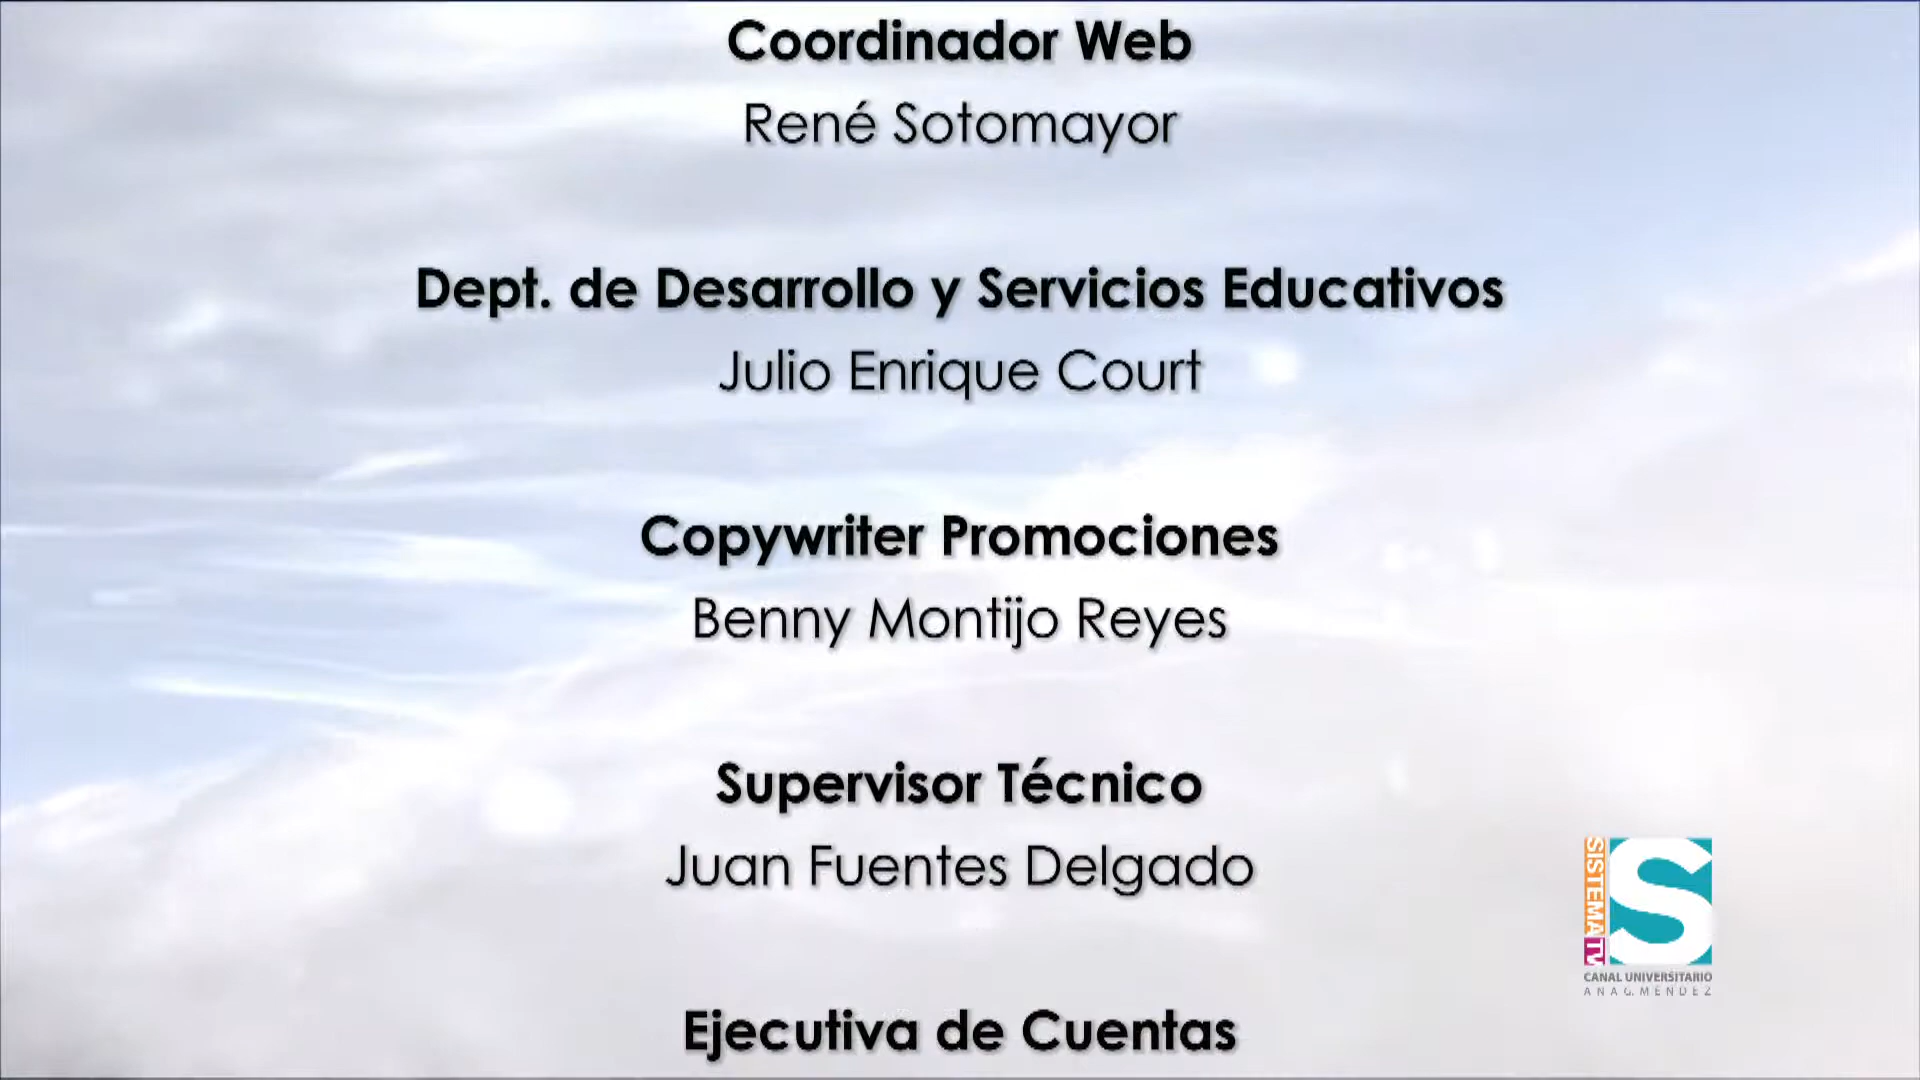 Coordinador Web
René Sotomayor
Dept. de Desarrollo y Servicios Educativos
Julio Enrique Court
Copywriter Promociones
Benny Montijo Reyes
Supervisor Técnico
Juan Fuentes Delgado
SISTEMA TV
S
CANAL UNIVERSITARIO
ANA G. MÉNDEZ
Ejecutiva de Cuentas